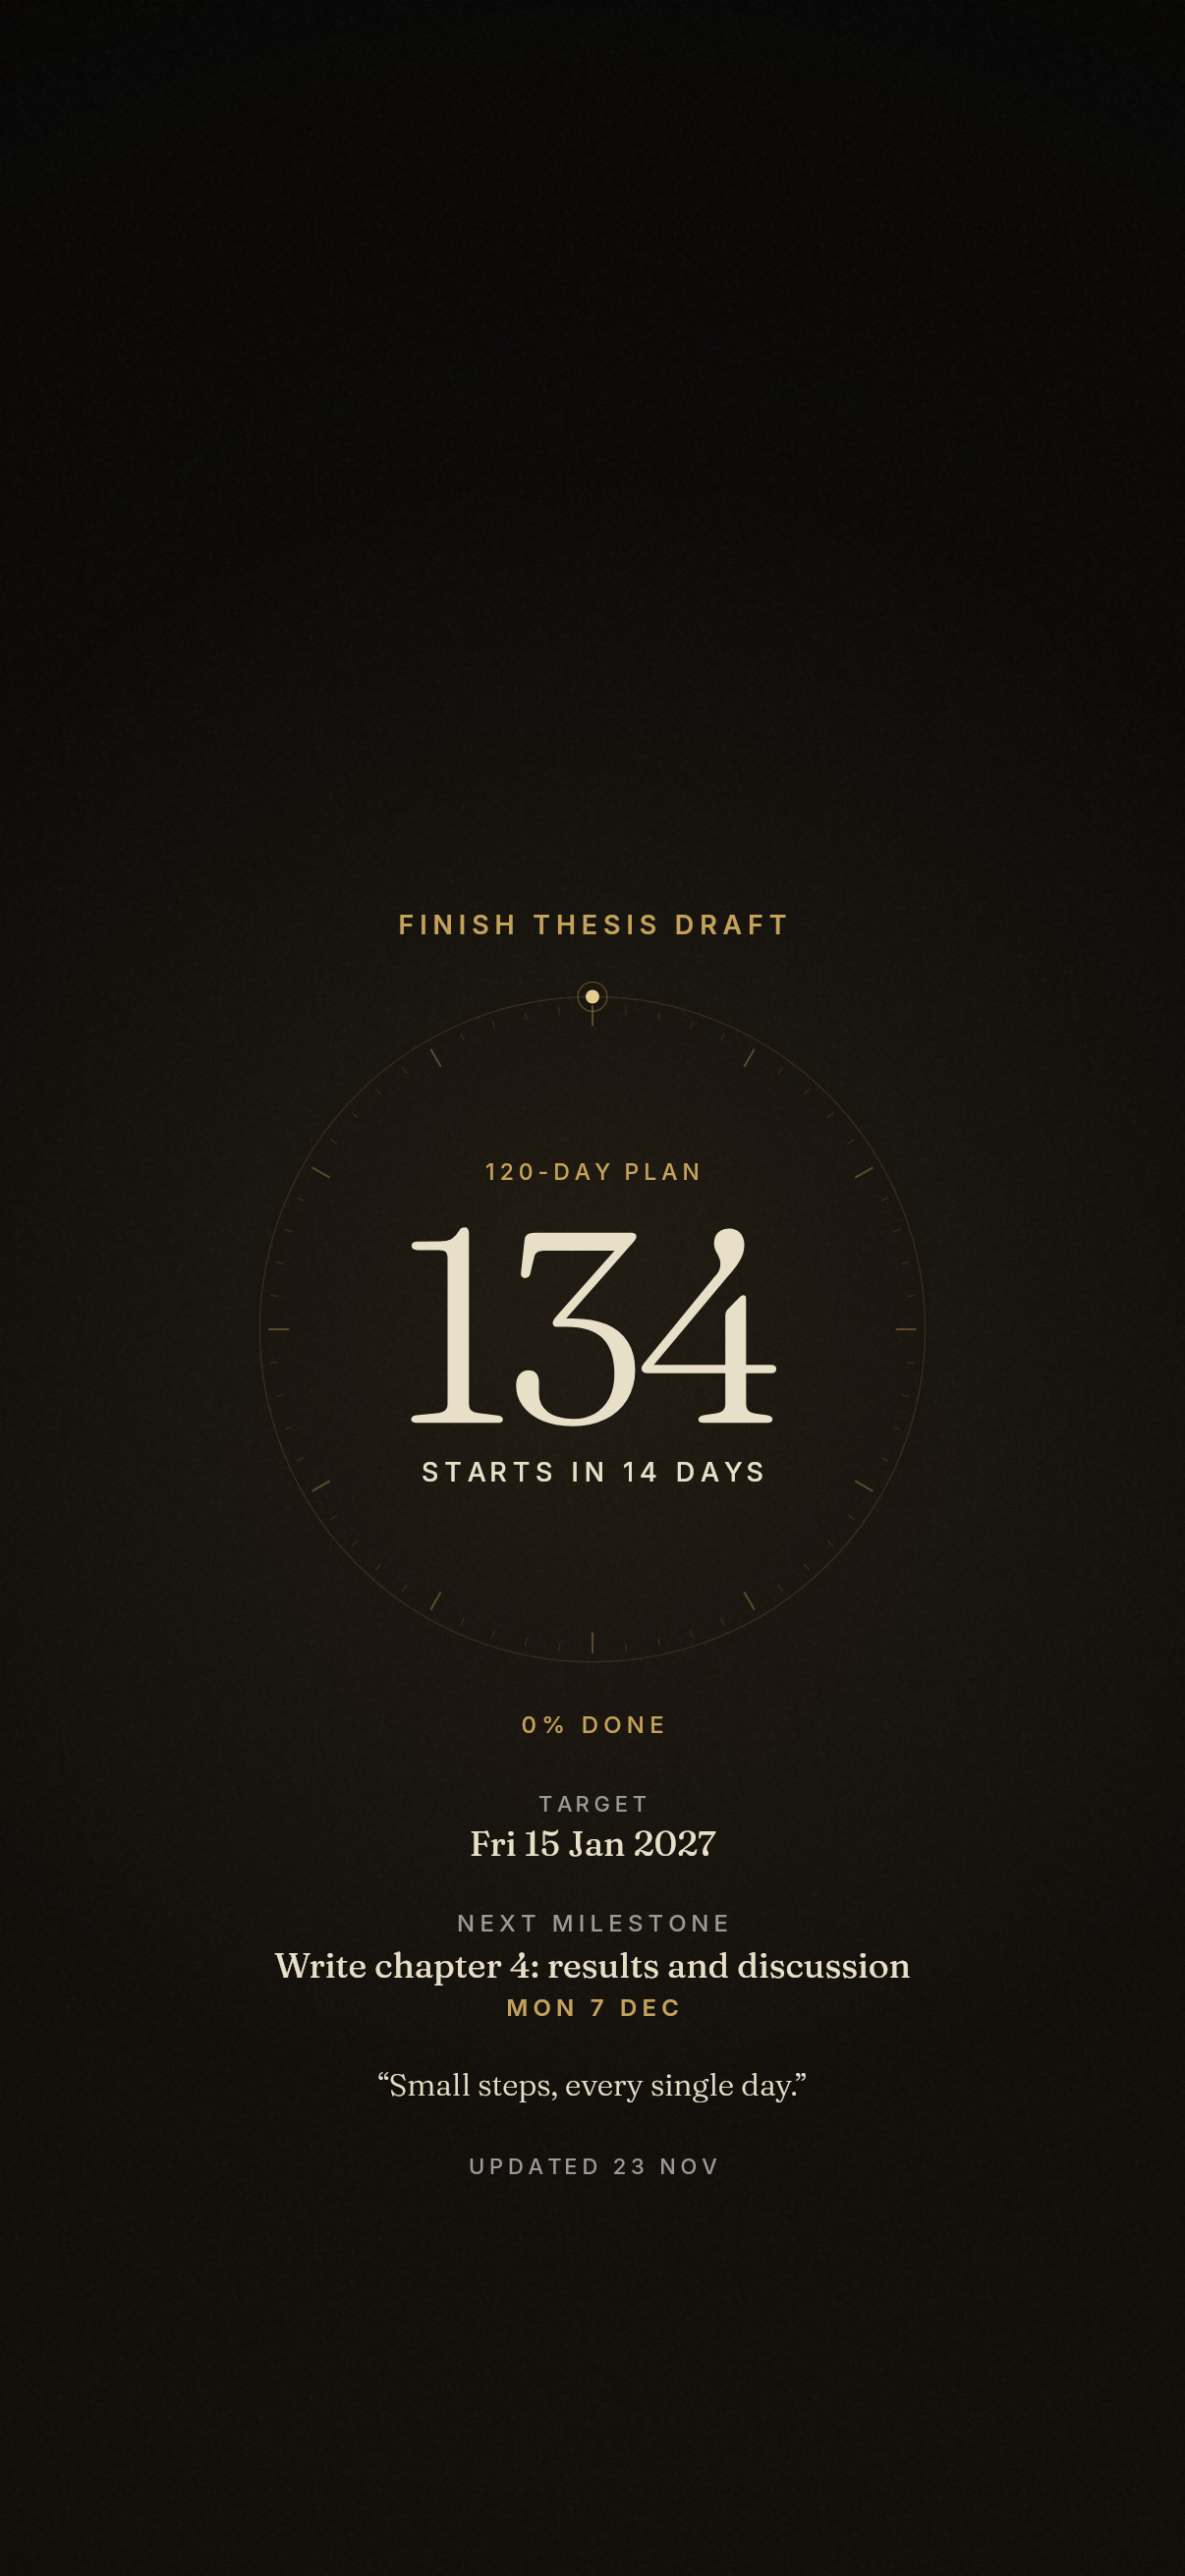 FINISH THESIS DRAFT
120-DAY PLAN
134
STARTS IN 14 DAYS
0% DONE
TARGET
Fri 15 Jan 2027
NEXT MILESTONE
Write chapter 4: results and discussion
MON 7 DEC
“Small steps, every single day.”
UPDATED 23 NOV